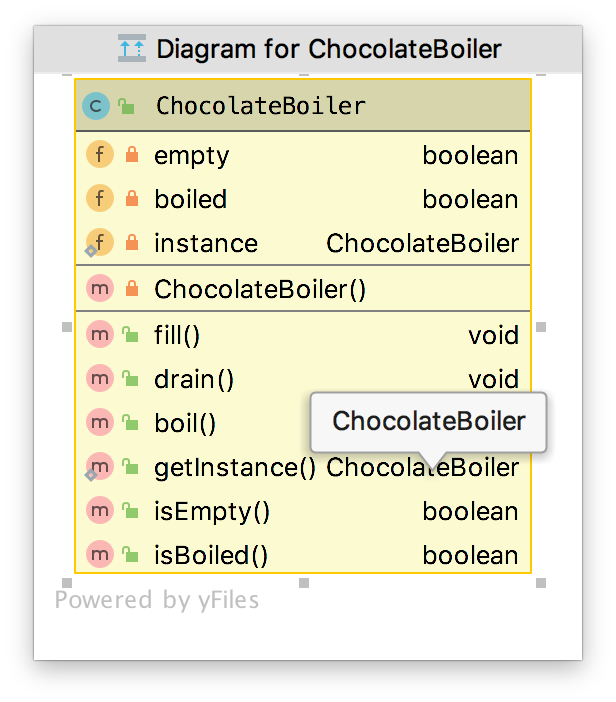 Diagram for ChocolateBoiler
C ChocolateBoiler
f empty boolean
f boiled boolean
f instance ChocolateBoiler
m ChocolateBoiler()
m fill() void
m drain() void
m boil()
ChocolateBoiler
m getInstance() ChocolateBoiler
m isEmpty() boolean
m isBoiled() boolean
Powered by yFiles